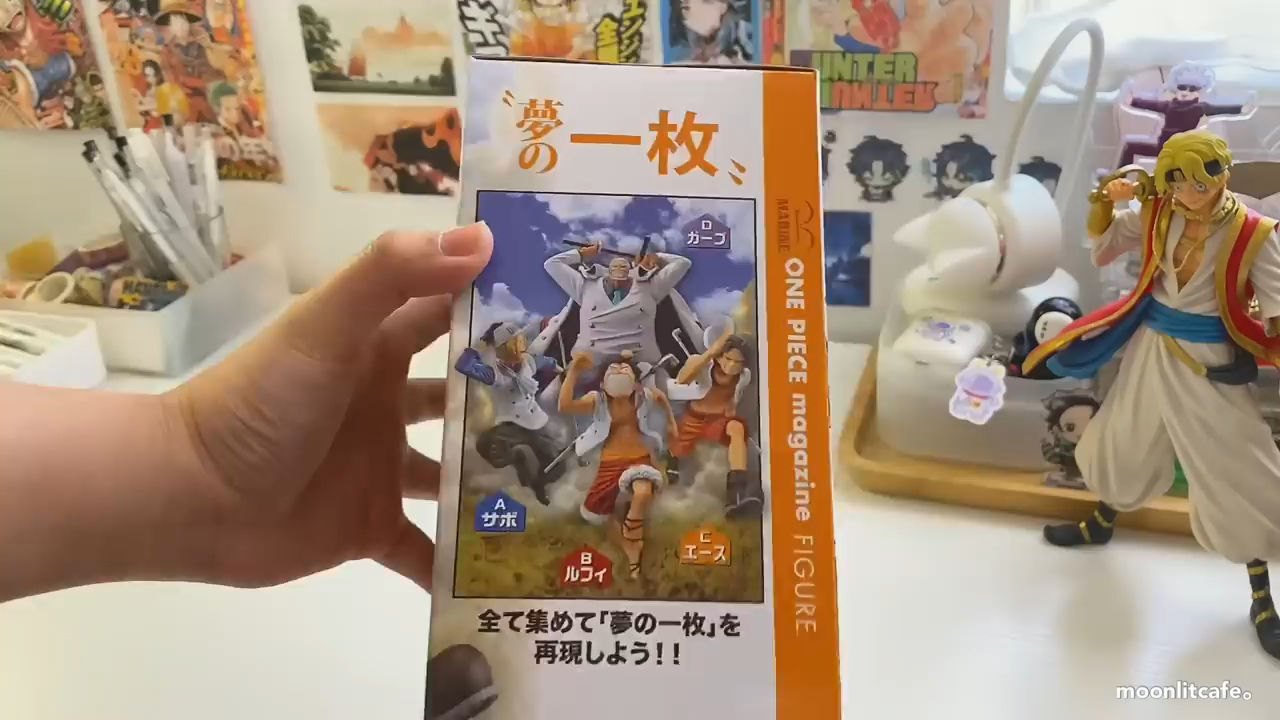 "夢の一枚"
D
ガープ
A
サボ
B
ルフィ
C
エース
全て集めて「夢の一枚」を
再現しよう!!
ONE PIECE magazine FIGURE
HUNTER
moonlitcafe。